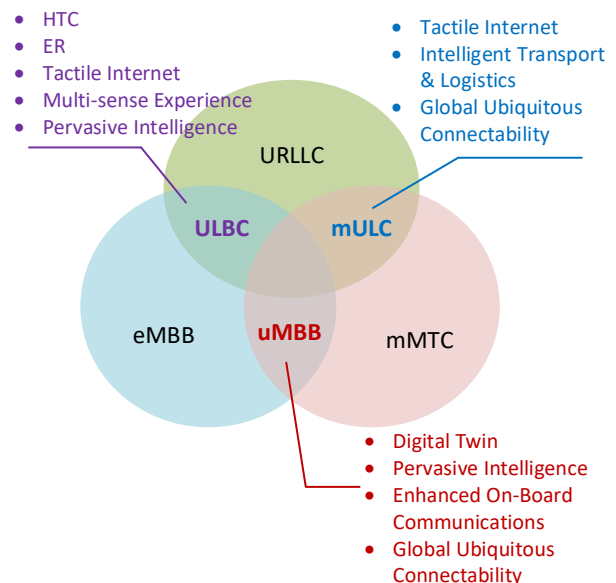 • HTC
• ER
• Tactile Internet
• Multi-sense Experience
• Pervasive Intelligence
• Tactile Internet
• Intelligent Transport
& Logistics
• Global Ubiquitous
Connectability
URLLC
ULBC
mULC
eMBB
uMBB
mMTC
• Digital Twin
• Pervasive Intelligence
• Enhanced On-Board
Communications
• Global Ubiquitous
Connectability